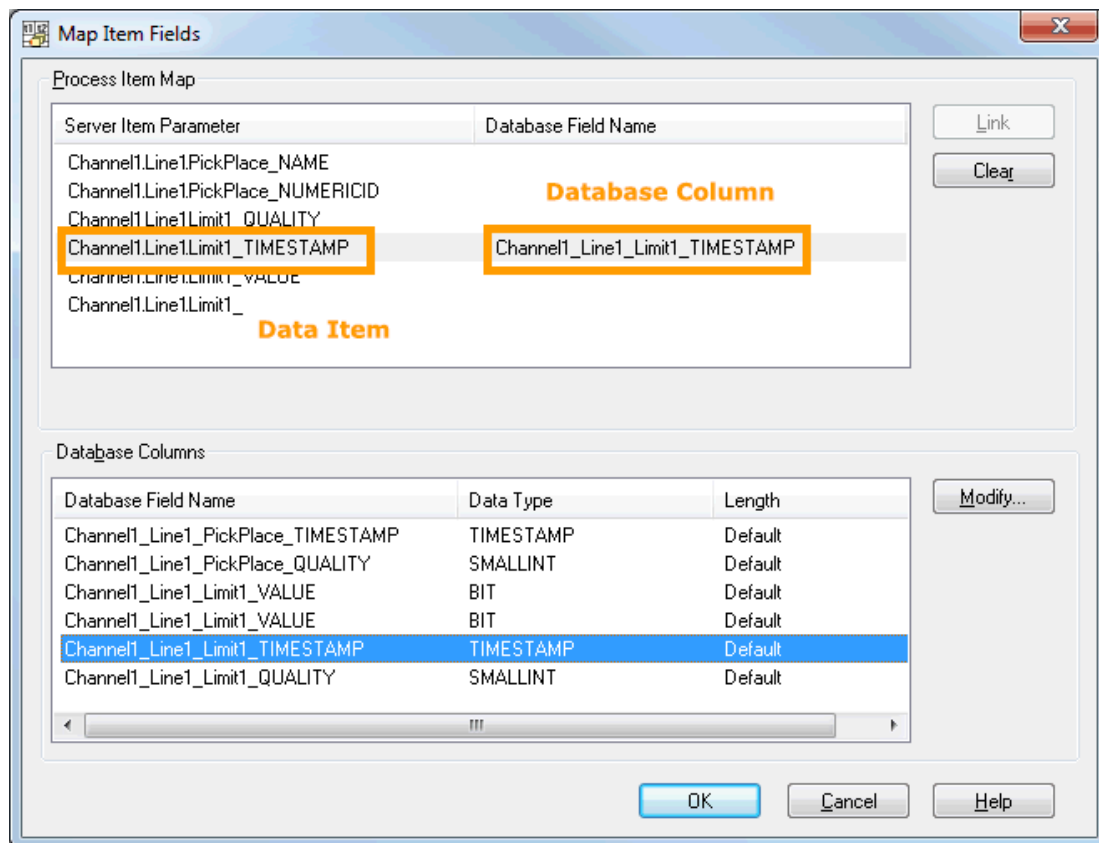 Map Item Fields
Process Item Map
Server Item Parameter Database Field Name
Link
Clear
Channel1.Line1.PickPlace_NAME
Channel1.Line1.PickPlace_NUMERICID
Database Column
Channel1.Line1.Limit1_QUALITY
Channel1.Line1.Limit1_TIMESTAMP Channel1_Line1_Limit1_TIMESTAMP
Channel1.Line1.Limit1_VALUE
Channel1.Line1.Limit1_
Data Item
Database Columns
Database Field Name Data Type Length
Modify...
Channel1_Line1_PickPlace_TIMESTAMP TIMESTAMP Default
Channel1_Line1_PickPlace_QUALITY SMALLINT Default
Channel1_Line1_Limit1_VALUE BIT Default
Channel1_Line1_Limit1_VALUE BIT Default
Channel1_Line1_Limit1_TIMESTAMP TIMESTAMP Default
Channel1_Line1_Limit1_QUALITY SMALLINT Default
OK Cancel Help